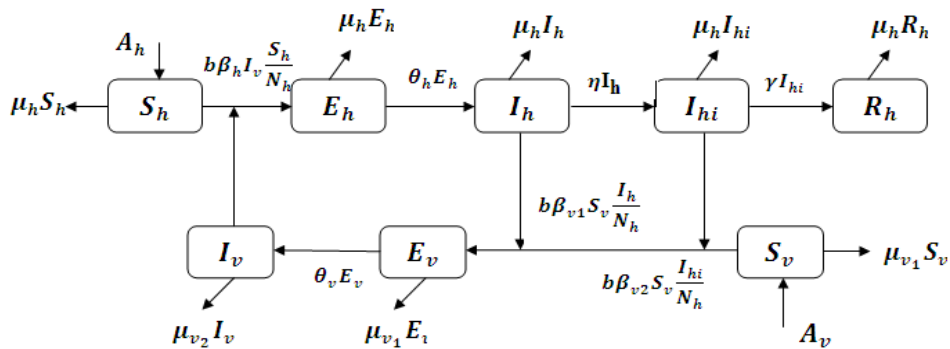 A_h
μ_h S_h
S_h
bβ_h I_v S_h/N_h
μ_h E_h
E_h
θ_h E_h
μ_h I_h
I_h
ηI_h
μ_h I_hi
I_hi
γI_hi
μ_h R_h
R_h
bβ_v1 S_v I_h/N_h
I_v
θ_v E_v
E_v
bβ_v2 S_v I_hi/N_h
S_v
μ_v1 S_v
μ_v2 I_v
μ_v1 E_ι
A_v